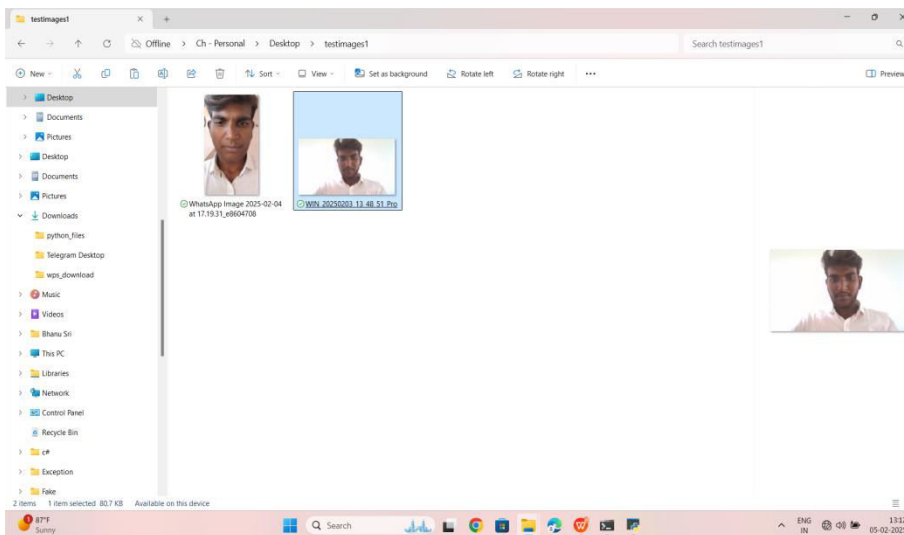 testimages1
Offline > Ch - Personal > Desktop > testimages1
Search testimages1
New
Sort
View
Set as background
Rotate left
Rotate right
Preview
Desktop
Documents
Pictures
Desktop
Documents
Pictures
Downloads
python_files
Telegram Desktop
wps_download
Music
Videos
Bhanu Sri
This PC
Libraries
Network
Control Panel
Recycle Bin
c#
Exception
Fake
WhatsApp Image 2025-02-04
at 17.19.31_e8604708
WIN_20250203_13_48_51_Pro
2 items 1 item selected 80.7 KB Available on this device
87°F
Sunny
Search
ENG
IN
05-02-202